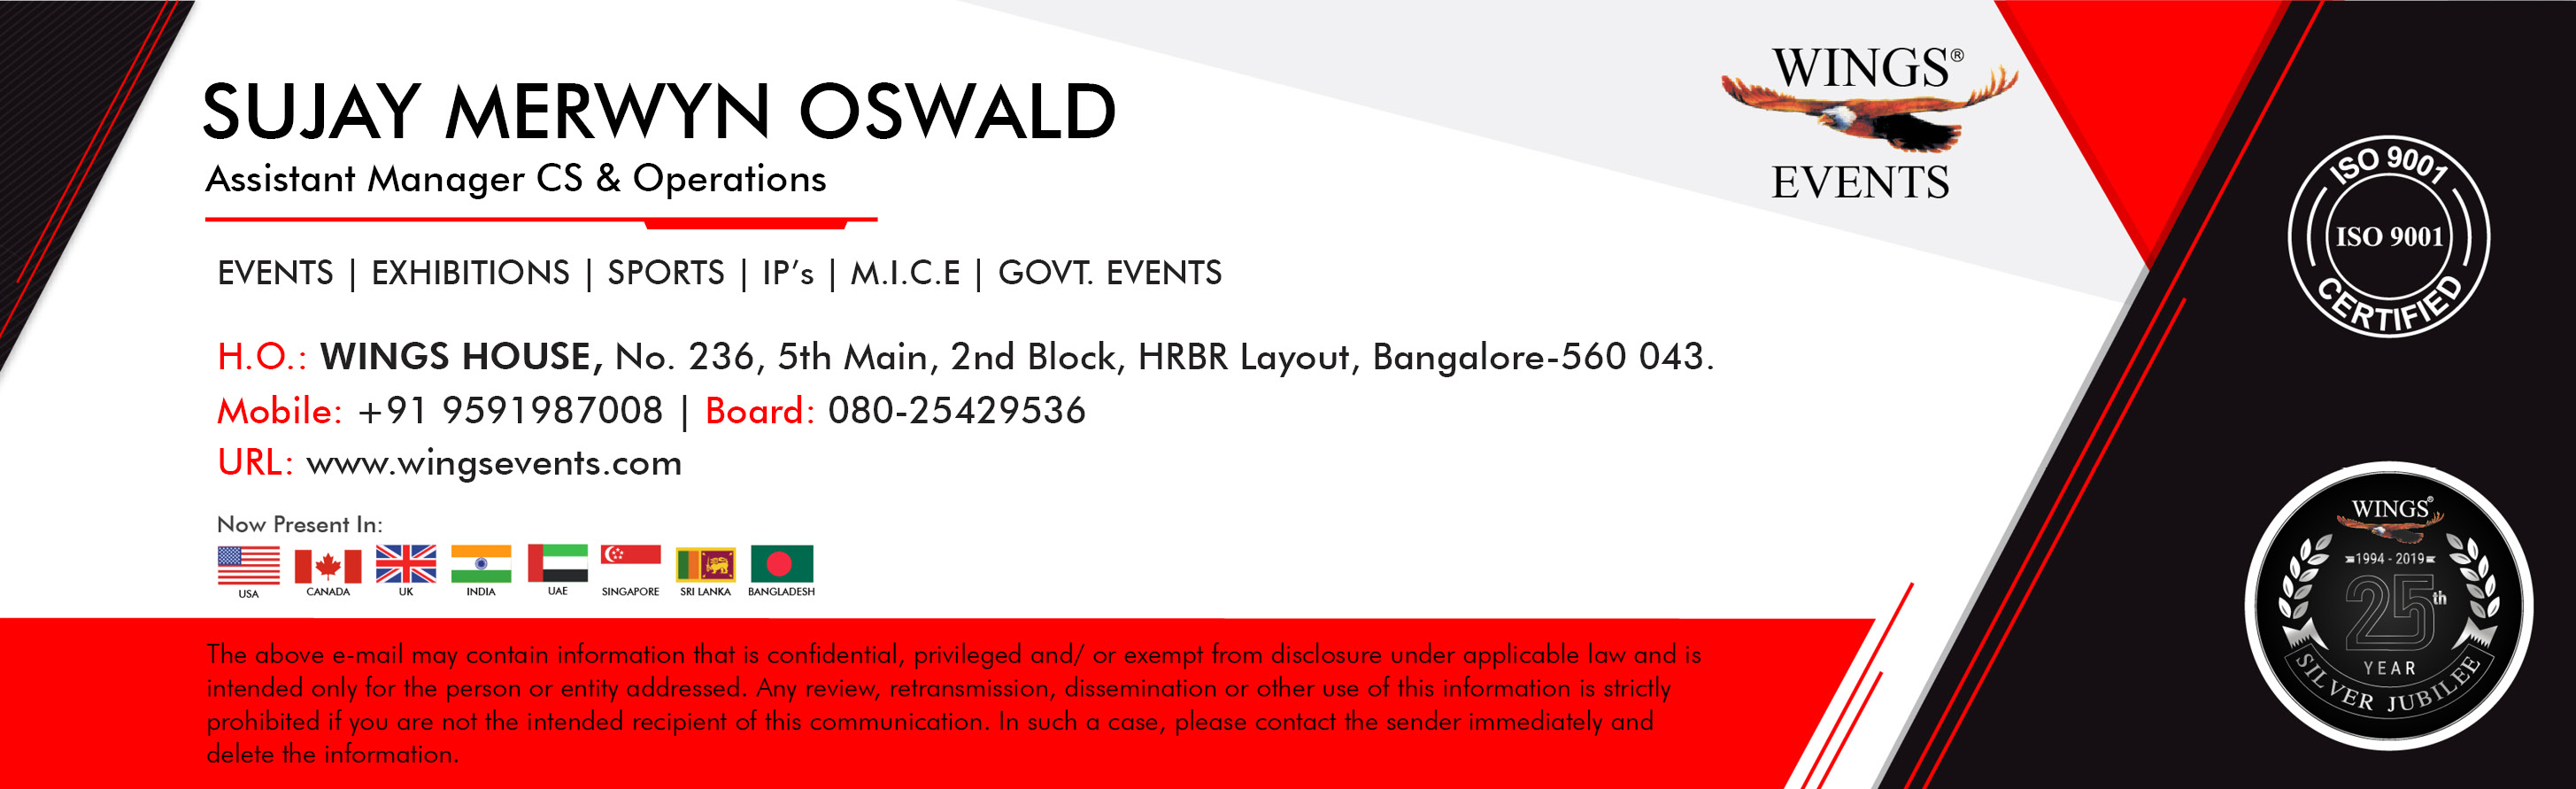 SUJAY MERWYN OSWALD
Assistant Manager CS & Operations
EVENTS | EXHIBITIONS | SPORTS | IP’s | M.I.C.E | GOVT. EVENTS
H.O.: WINGS HOUSE, No. 236, 5th Main, 2nd Block, HRBR Layout, Bangalore-560 043.
Mobile: +91 9591987008 | Board: 080-25429536
URL: www.wingsevents.com
Now Present In:
USA CANADA UK INDIA UAE SINGAPORE SRI LANKA BANGLADESH
The above e-mail may contain information that is confidential, privileged and/ or exempt from disclosure under applicable law and is
intended only for the person or entity addressed. Any review, retransmission, dissemination or other use of this information is strictly
prohibited if you are not the intended recipient of this communication. In such a case, please contact the sender immediately and
delete the information.
WINGS®
EVENTS
ISO 9001
ISO 9001
CERTIFIED
WINGS®
1994 - 2019
25th
YEAR
SILVER JUBILEE